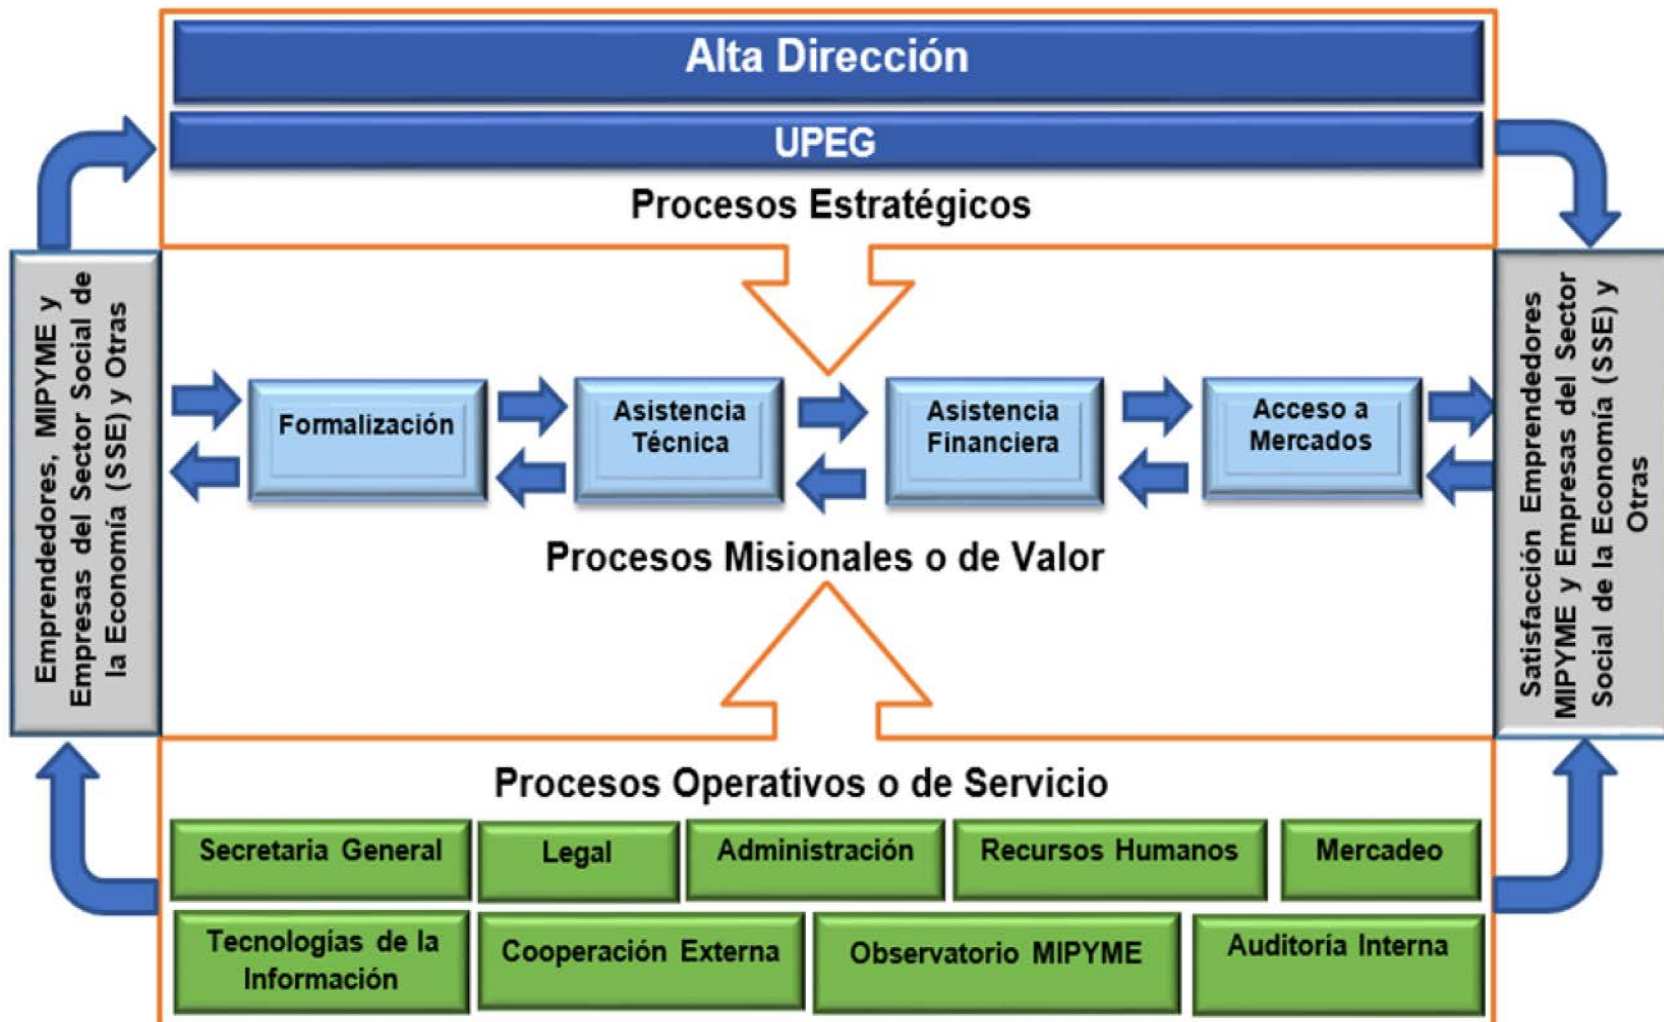 Alta Dirección
UPEG
Procesos Estratégicos
Emprendedores, MIPYME y
Empresas del Sector Social de
la Economía (SSE) y Otras
Formalización
Asistencia
Técnica
Asistencia
Financiera
Acceso a
Mercados
Satisfacción Emprendedores
MIPYME y Empresas del Sector
Social de la Economía (SSE) y
Otras
Procesos Misionales o de Valor
Procesos Operativos o de Servicio
Secretaria General
Legal
Administración
Recursos Humanos
Mercadeo
Tecnologías de la
Información
Cooperación Externa
Observatorio MIPYME
Auditoría Interna